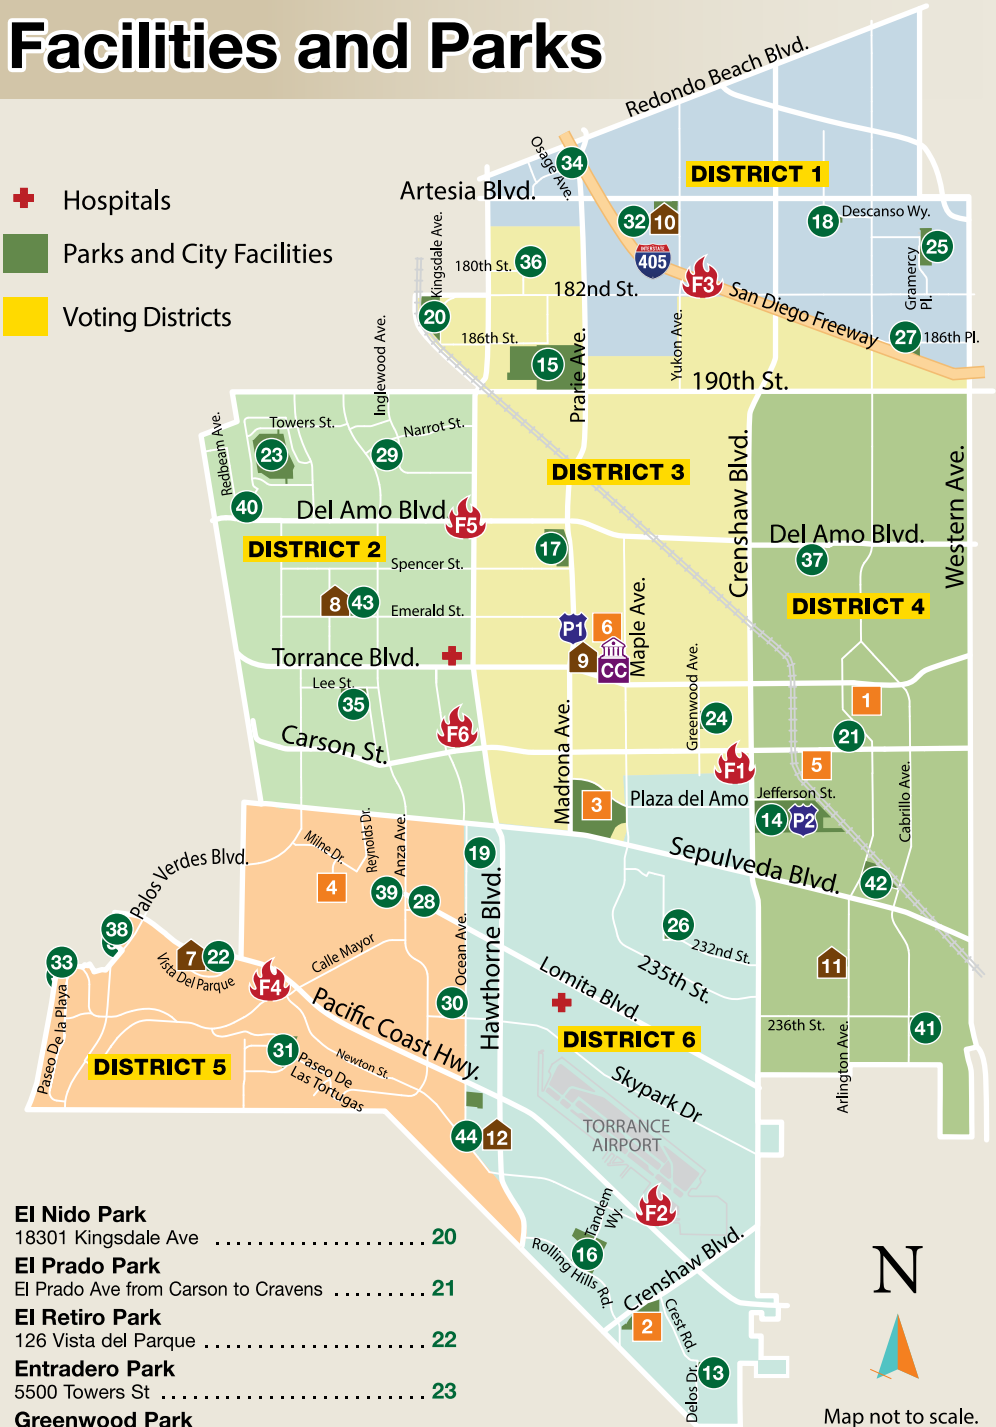 Facilities and Parks
Hospitals
Parks and City Facilities
Voting Districts
Redondo Beach Blvd.
Osage Ave.
34
DISTRICT 1
Artesia Blvd.
32
10
18
Descanso Wy.
25
Kingsdale Ave.
180th St.
36
INTERSTATE
405
F3
182nd St.
San Diego Freeway
Gramercy
Pl.
20
186th St.
15
Prarie Ave.
Yukon Ave.
27
186th Pl.
Inglewood Ave.
190th St.
Redbeam Ave.
Towers St.
Narrot St.
23
29
DISTRICT 3
Crenshaw Blvd.
Western Ave.
40
Del Amo Blvd
F5
DISTRICT 2
17
Del Amo Blvd.
37
Spencer St.
8
43
Emerald St.
DISTRICT 4
P1
6
Maple Ave.
Torrance Blvd.
9
CC
Lee St.
35
Greenwood Ave.
24
1
21
Carson St.
F6
Madrona Ave.
F1
5
3
Plaza del Amo
Jefferson St.
14
P2
Cabrillo Ave.
Milne Dr.
Reynolds Dr.
Anza Ave.
19
Sepulveda Blvd.
42
Palos Verdes Blvd.
4
39
28
Hawthorne Blvd.
38
26
232nd St.
Ocean Ave.
33
7
22
Vista Del Parque
Calle Mayor
235th St.
11
F4
Lomita Blvd.
30
Pacific Coast Hwy.
Paseo De la Playa
DISTRICT 6
236th St.
41
Arlington Ave.
DISTRICT 5
31
Paseo De
Las Tortugas
Newton St.
Skypark Dr
TORRANCE
AIRPORT
44
12
Tandem
Wy.
F2
16
Rolling Hills Rd.
Crenshaw Blvd.
2
Crest Rd.
Delos Dr.
13
El Nido Park
18301 Kingsdale Ave ........................ 20
El Prado Park
El Prado Ave from Carson to Cravens ......... 21
El Retiro Park
126 Vista del Parque ......................... 22
Entradero Park
5500 Towers St ............................. 23
Greenwood Park
N
Map not to scale.